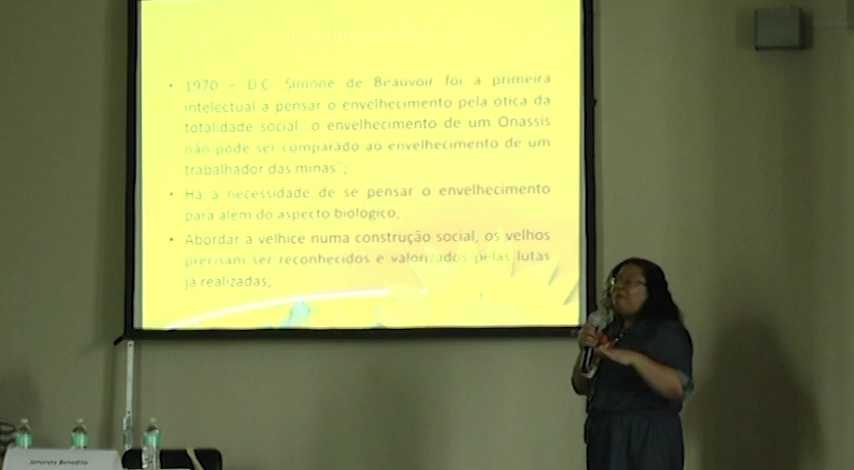 • 1970 – D.C. Simone de Beauvoir foi a primeira
intelectual a pensar o envelhecimento pela ótica da
totalidade social...o envelhecimento de um Onassis
não pode ser comparado ao envelhecimento de um
trabalhador das minas";
• Há a necessidade de se pensar o envelhecimento
para além do aspecto biológico;
• Abordar a velhice numa construção social, os velhos
precisam ser reconhecidos e valorizados pelas lutas
já realizadas;
Benedita